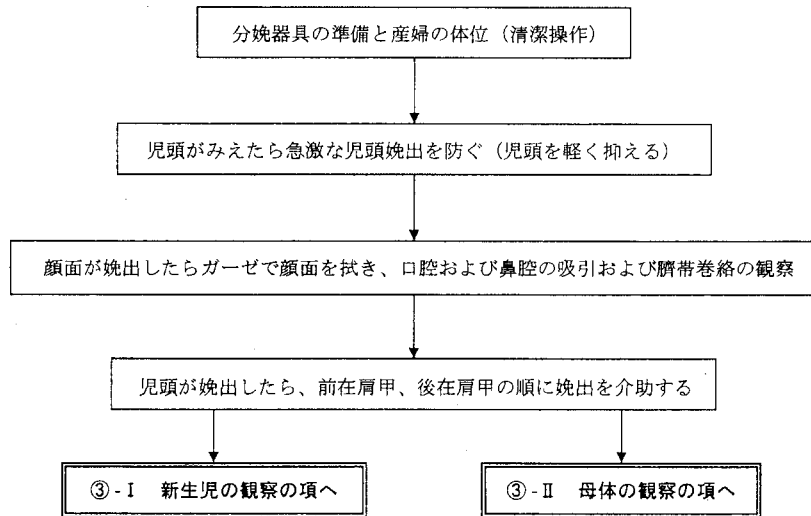 分娩器具の準備と産婦の体位（清潔操作）
児頭がみえたら急激な児頭娩出を防ぐ（児頭を軽く抑える）
顔面が娩出したらガーゼで顔面を拭き、口腔および鼻腔の吸引および臍帯巻絡の観察
児頭が娩出したら、前在肩甲、後在肩甲の順に娩出を介助する
③-Ⅰ　新生児の観察の項へ
③-Ⅱ　母体の観察の項へ